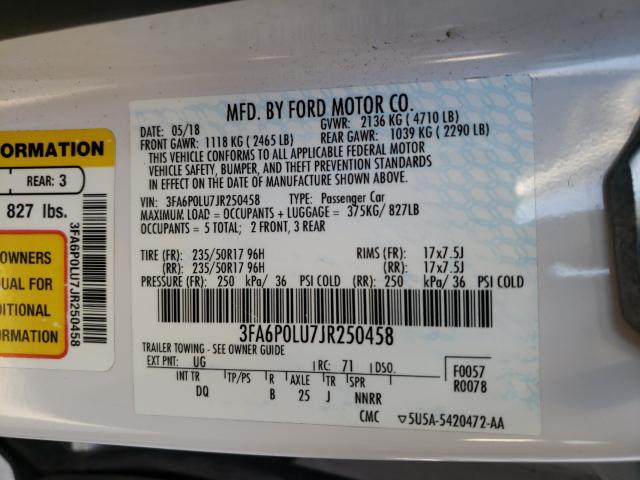 ORMATION
REAR: 3
827 lbs.
OWNERS
UAL FOR
DITIONAL
FORMATION
3FA6P0LU7JR250458
MFD. BY FORD MOTOR CO.
DATE: 05/18 GVWR: 2136 KG ( 4710 LB)
FRONT GAWR: 1118 KG ( 2465 LB) REAR GAWR: 1039 KG ( 2290 LB)
THIS VEHICLE CONFORMS TO ALL APPLICABLE FEDERAL MOTOR
VEHICLE SAFETY, BUMPER, AND THEFT PREVENTION STANDARDS
IN EFFECT ON THE DATE OF MANUFACTURE SHOWN ABOVE.
VIN: 3FA6P0LU7JR250458 TYPE: Passenger Car
MAXIMUM LOAD = OCCUPANTS + LUGGAGE = 375KG/ 827LB
OCCUPANTS = 5 TOTAL; 2 FRONT, 3 REAR
TIRE (FR): 235/50R17 96H RIMS (FR): 17x7.5J
(RR): 235/50R17 96H (RR): 17x7.5J
PRESSURE (FR): 250 kPa/ 36 PSI COLD (RR): 250 kPa/ 36 PSI COLD
3FA6P0LU7JR250458
TRAILER TOWING - SEE OWNER GUIDE
EXT PNT: UG RC: 71 DSO: F0057
R0078
INT TR TP/PS R AXLE TR SPR
DQ B 25 J NNRR
CMC ▽5U5A-5420472-AA